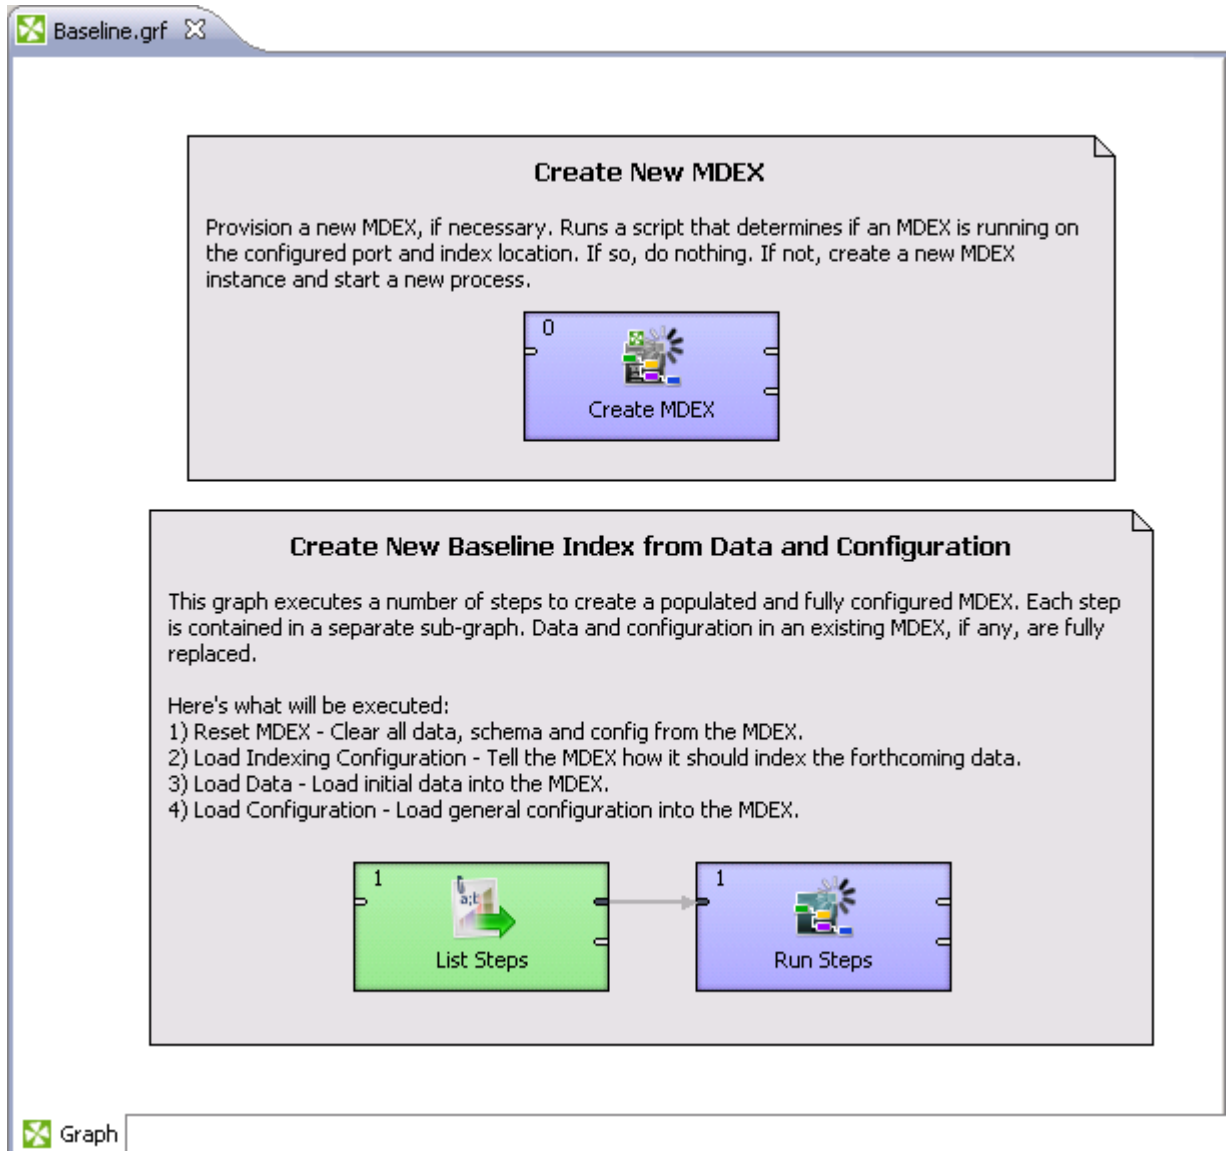 Baseline.grf
Create New MDEX
Provision a new MDEX, if necessary. Runs a script that determines if an MDEX is running on
the configured port and index location. If so, do nothing. If not, create a new MDEX
instance and start a new process.
0
Create MDEX
Create New Baseline Index from Data and Configuration
This graph executes a number of steps to create a populated and fully configured MDEX. Each step
is contained in a separate sub-graph. Data and configuration in an existing MDEX, if any, are fully
replaced.
Here's what will be executed:
1) Reset MDEX - Clear all data, schema and config from the MDEX.
2) Load Indexing Configuration - Tell the MDEX how it should index the forthcoming data.
3) Load Data - Load initial data into the MDEX.
4) Load Configuration - Load general configuration into the MDEX.
1
a;b
List Steps
1
Run Steps
Graph